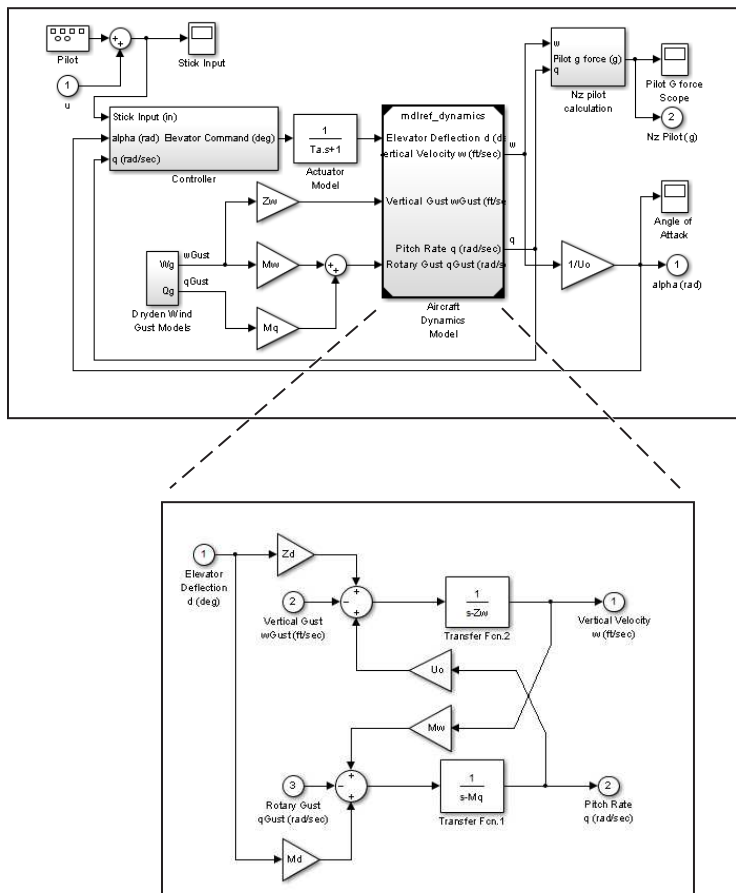 Pilot
+
+
Stick Input
1
u
Stick Input (in)
alpha (rad)
Elevator Command (deg)
q (rad/sec)
Controller
1
Ta.s+1
Actuator
Model
Zw
Mw
Mq
Wg
Qg
wGust
qGust
Dryden Wind
Gust Models
+
+
mdlref_dynamics
Elevator Deflection d (d
ertical Velocity w (ft/sec)
Vertical Gust wGust (ft/s
Pitch Rate q (rad/sec)
Rotary Gust qGust (rad/s
Aircraft
Dynamics
Model
w
q
w
Pilot g force (g)
q
Nz pilot
calculation
Pilot G force
Scope
2
Nz Pilot (g)
Angle of
Attack
1/Uo
1
alpha (rad)
1
Elevator
Deflection
d (deg)
Zd
2
Vertical Gust
wGust (ft/sec)
+
−
+
1
s-Zw
Transfer Fcn.2
1
Vertical Velocity
w (ft/sec)
Uo
Mw
3
Rotary Gust
qGust (rad/sec)
+
−
+
1
s-Mq
Transfer Fcn.1
2
Pitch Rate
q (rad/sec)
Md